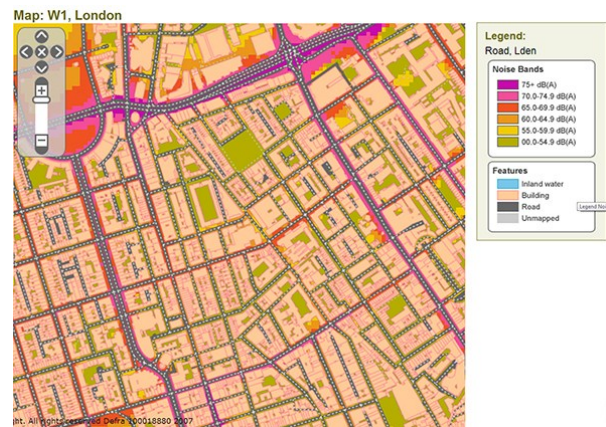 Map: W1, London
Legend:
Road, Lden
Noise Bands
75+ dB(A)
70.0-74.9 dB(A)
65.0-69.9 dB(A)
60.0-64.9 dB(A)
55.0-59.9 dB(A)
00.0-54.9 dB(A)
Features
Inland water
Building
Road
Unmapped
Legend No
ht. All rights reserved Defra 100018880 2007